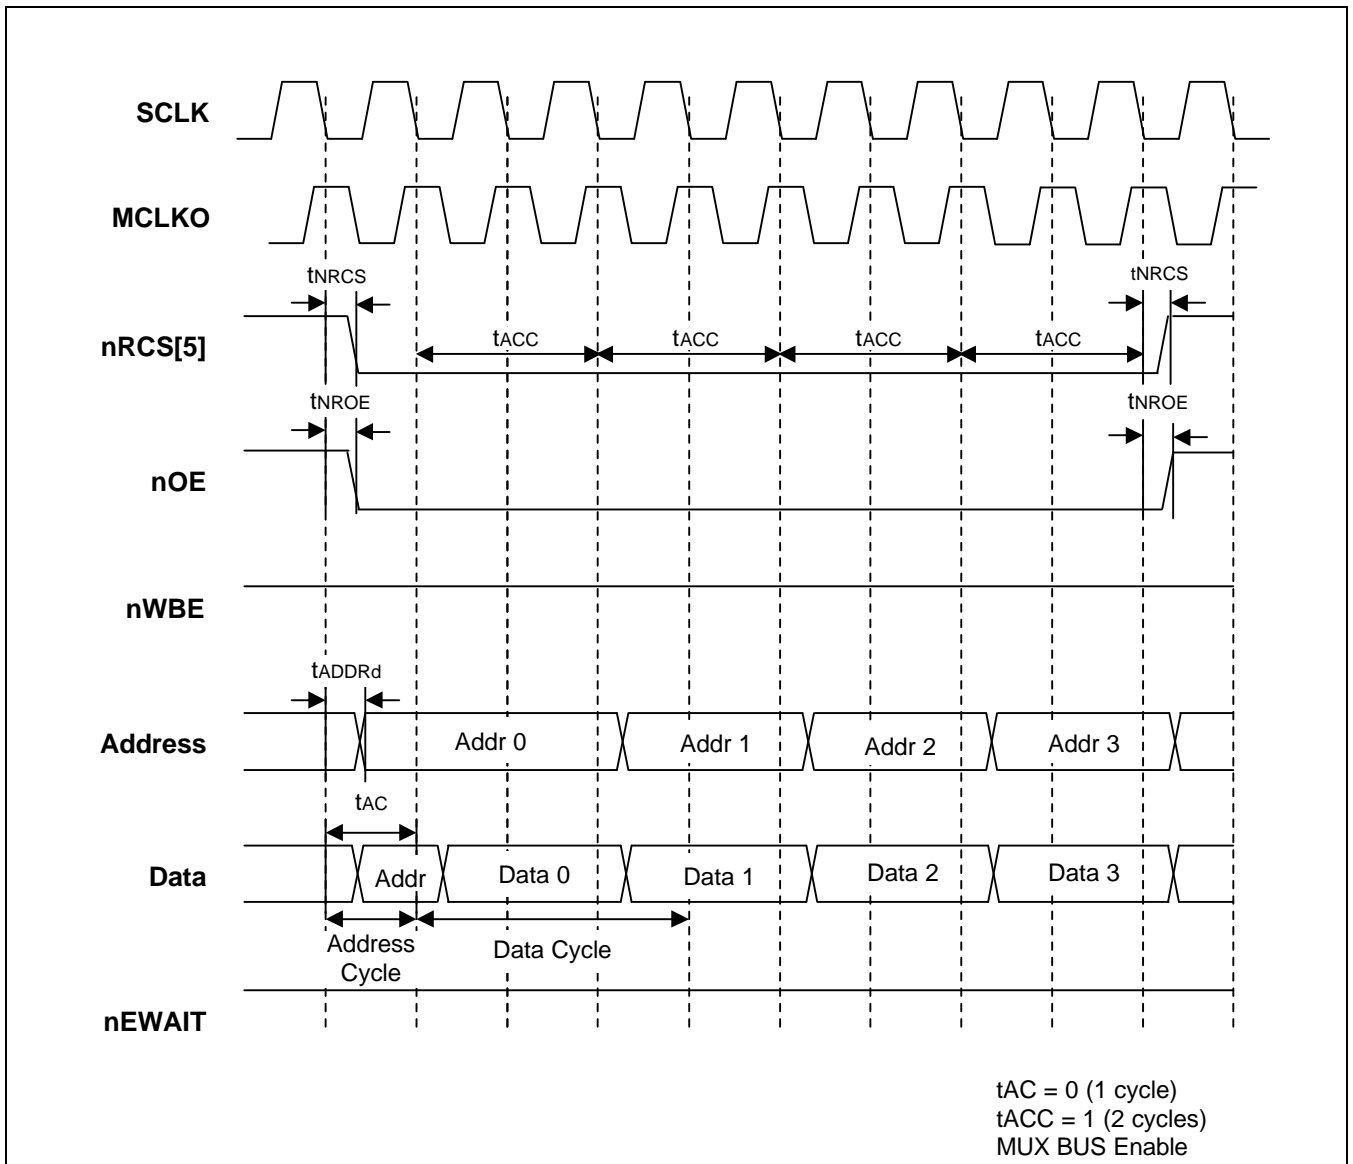 SCLK
MCLKO
tNRCS
tNRCS
nRCS[5]
tACC
tACC
tACC
tACC
tNROE
tNROE
nOE
nWBE
tADDRd
Address
Addr 0
Addr 1
Addr 2
Addr 3
tAC
Data
Addr
Data 0
Data 1
Data 2
Data 3
Address
Cycle
Data Cycle
nEWAIT
tAC = 0 (1 cycle)
tACC = 1 (2 cycles)
MUX BUS Enable